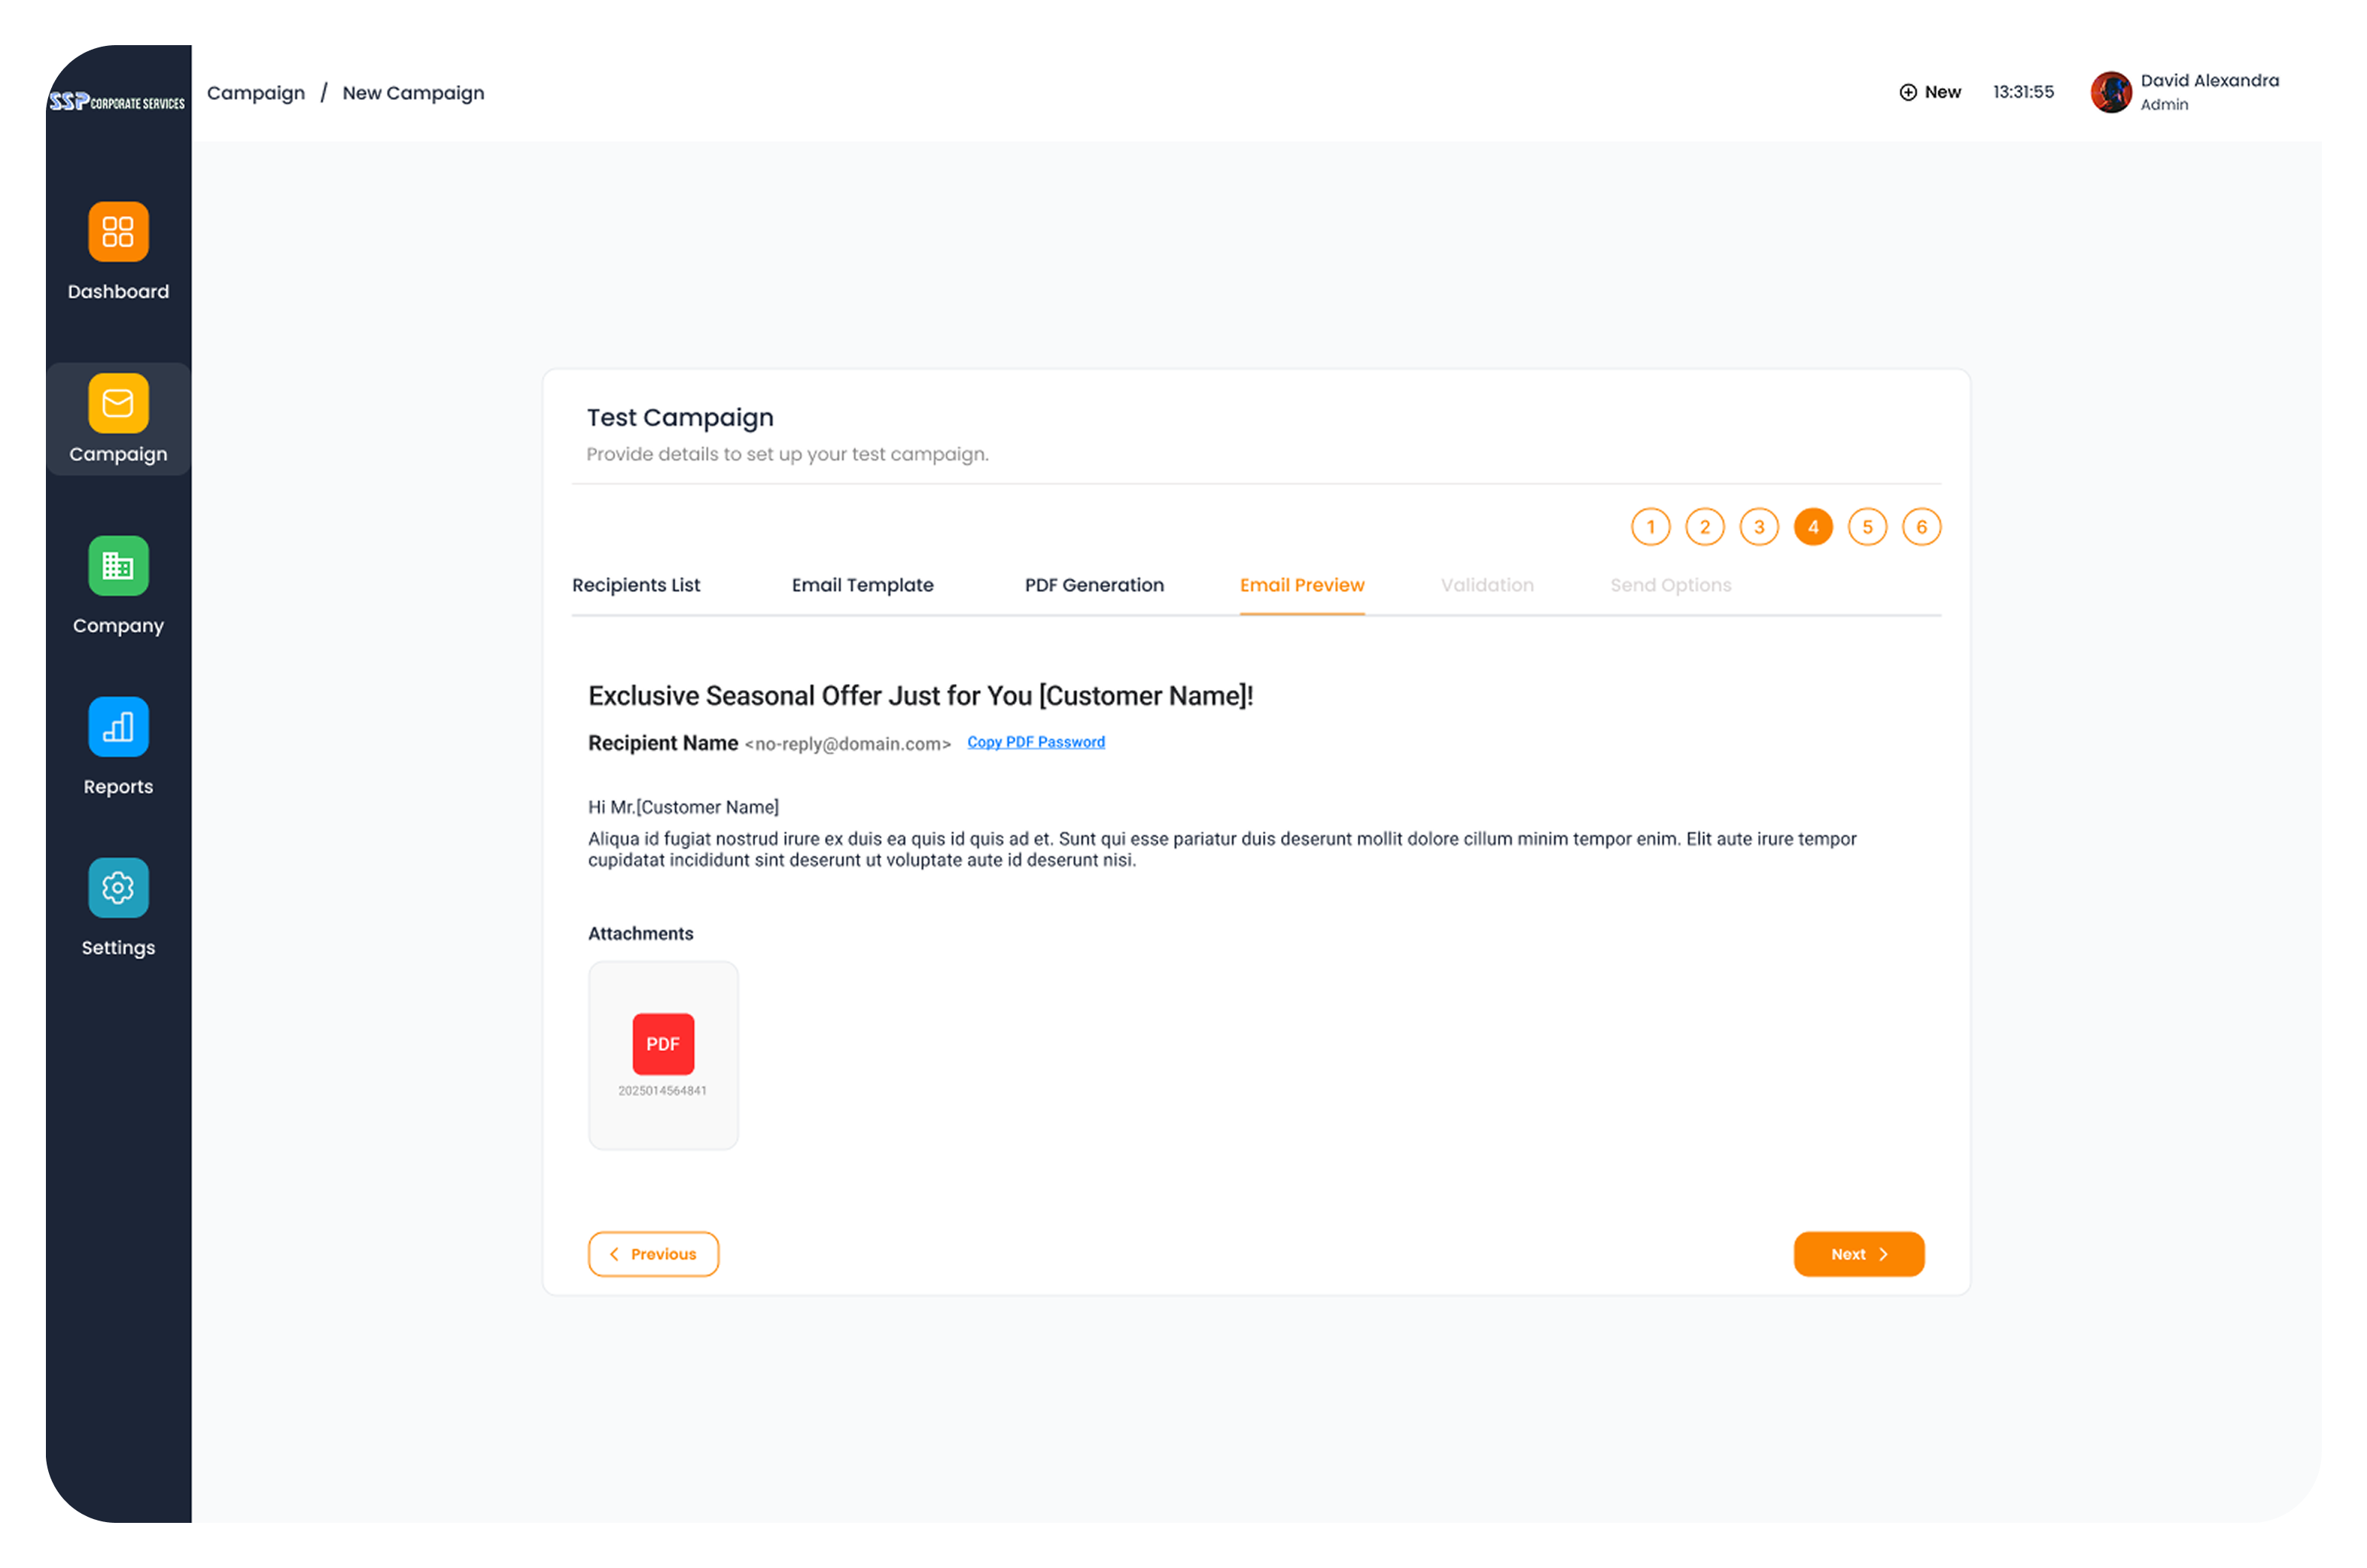 SSP CORPORATE SERVICES
Campaign / New Campaign
New
13:31:55
David Alexandra
Admin
Dashboard
Campaign
Company
Reports
Settings
Test Campaign
Provide details to set up your test campaign.
1 2 3 4 5 6
Recipients List Email Template PDF Generation Email Preview Validation Send Options
Exclusive Seasonal Offer Just for You [Customer Name]!
Recipient Name <no-reply@domain.com> Copy PDF Password
Hi Mr.[Customer Name]
Aliqua id fugiat nostrud irure ex duis ea quis id quis ad et. Sunt qui esse pariatur duis deserunt mollit dolore cillum minim tempor enim. Elit aute irure tempor
cupidatat incididunt sint deserunt ut voluptate aute id deserunt nisi.
Attachments
PDF
2025014564841
Previous
Next